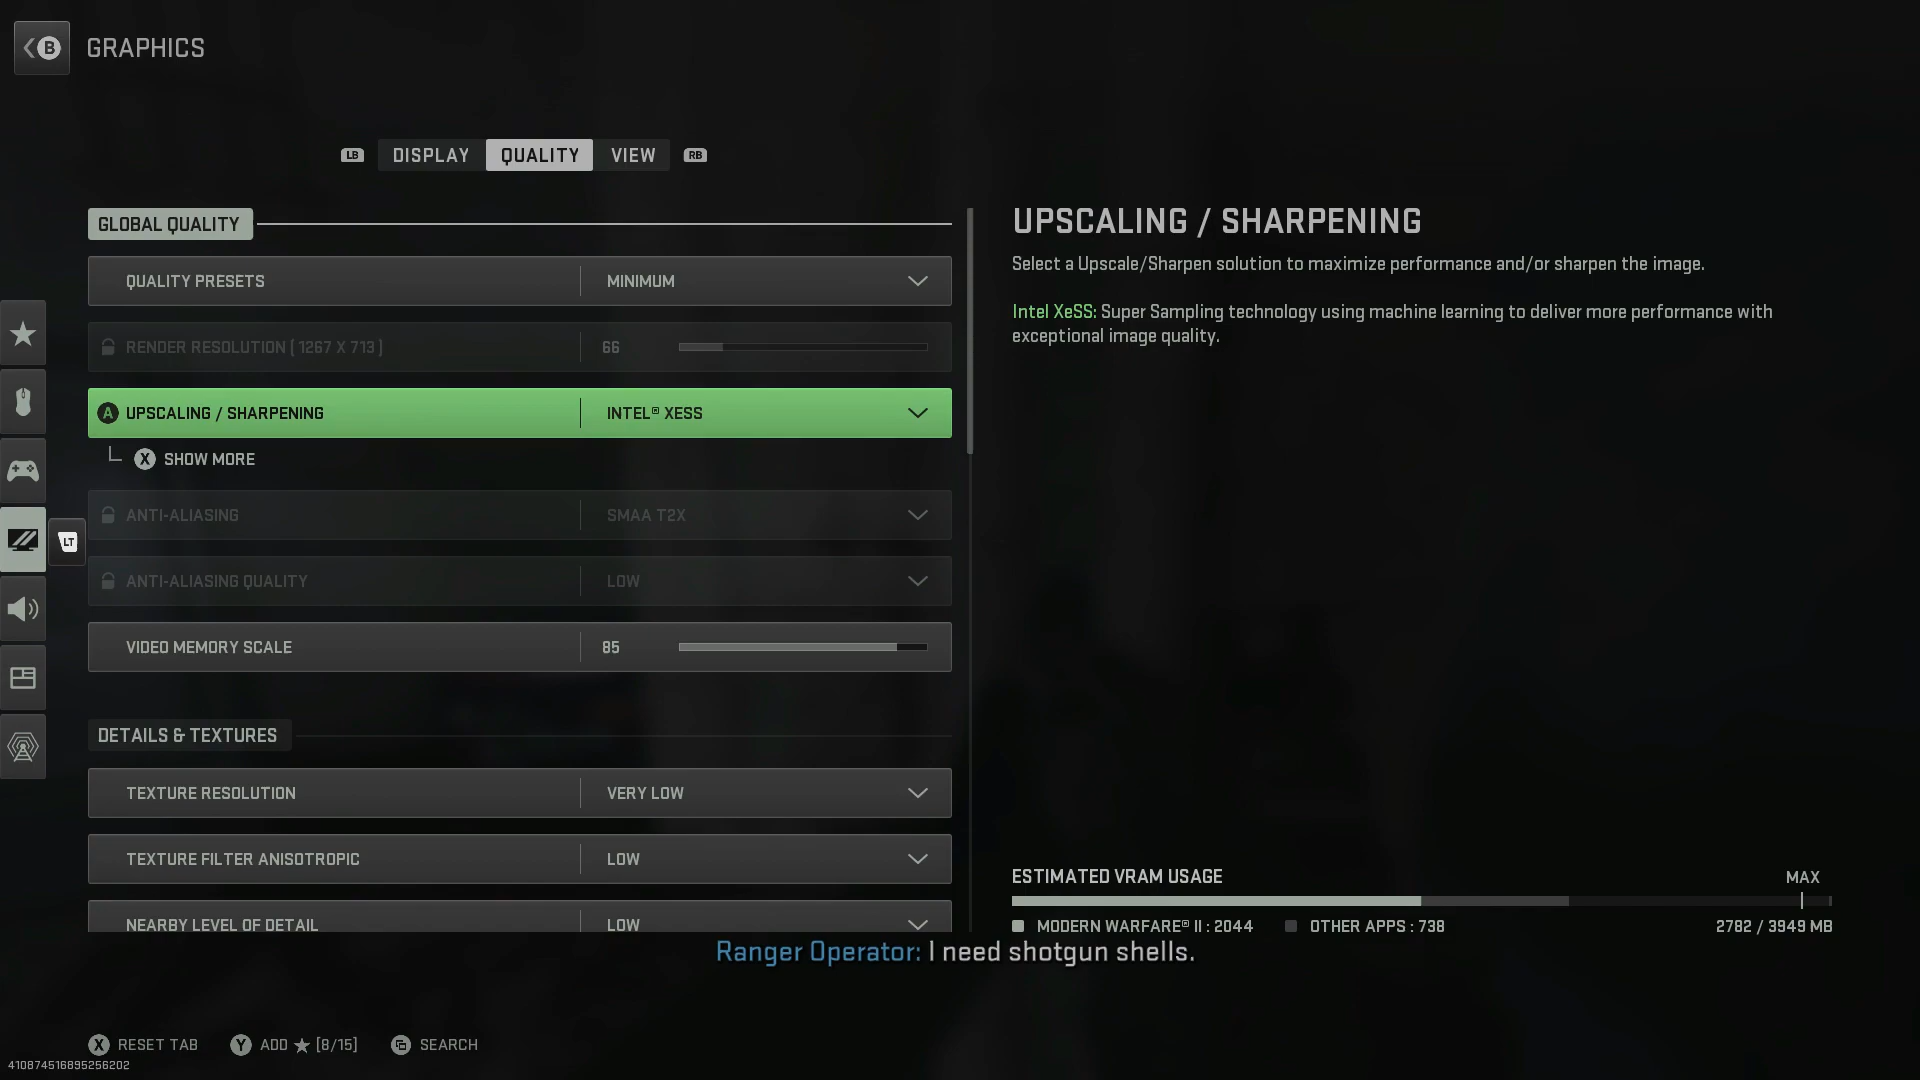 B GRAPHICS
LB DISPLAY QUALITY VIEW RB
GLOBAL QUALITY
QUALITY PRESETS MINIMUM
RENDER RESOLUTION ( 1267 X 713 ) 66
A UPSCALING / SHARPENING INTEL® XESS
X SHOW MORE
ANTI-ALIASING SMAA T2X
LT
ANTI-ALIASING QUALITY LOW
VIDEO MEMORY SCALE 85
DETAILS & TEXTURES
TEXTURE RESOLUTION VERY LOW
TEXTURE FILTER ANISOTROPIC LOW
NEARBY LEVEL OF DETAIL LOW
UPSCALING / SHARPENING
Select a Upscale/Sharpen solution to maximize performance and/or sharpen the image.
Intel XeSS: Super Sampling technology using machine learning to deliver more performance with
exceptional image quality.
ESTIMATED VRAM USAGE MAX
MODERN WARFARE® II : 2044 OTHER APPS : 738 2782 / 3949 MB
Ranger Operator: I need shotgun shells.
X RESET TAB Y ADD ★ [8/15] SEARCH
410874516895256202